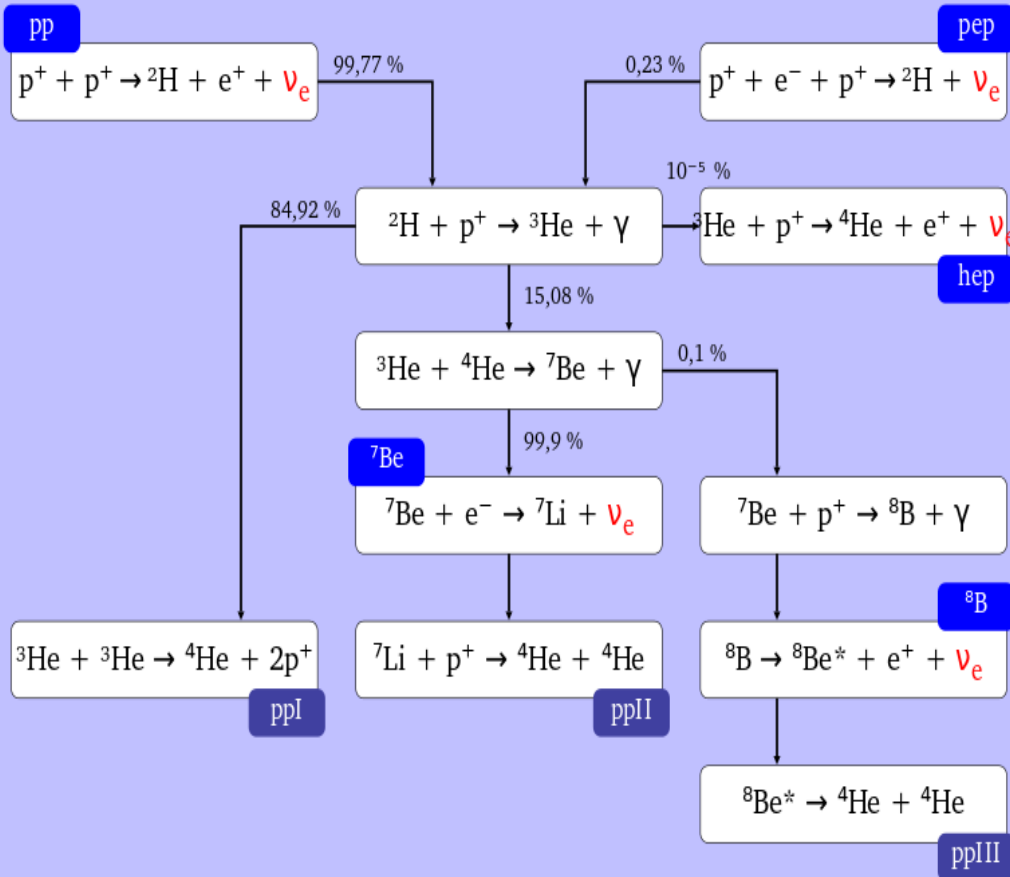 pp
pep
p⁺ + p⁺ → ²H + e⁺ + νₑ
99,77 %
0,23 %
p⁺ + e⁻ + p⁺ → ²H + νₑ
10⁻⁵ %
84,92 %
²H + p⁺ → ³He + γ
³He + p⁺ → ⁴He + e⁺ + νₑ
hep
15,08 %
³He + ⁴He → ⁷Be + γ
0,1 %
99,9 %
⁷Be
⁷Be + e⁻ → ⁷Li + νₑ
⁷Be + p⁺ → ⁸B + γ
⁸B
³He + ³He → ⁴He + 2p⁺
⁷Li + p⁺ → ⁴He + ⁴He
⁸B → ⁸Be* + e⁺ + νₑ
ppI
ppII
⁸Be* → ⁴He + ⁴He
ppIII